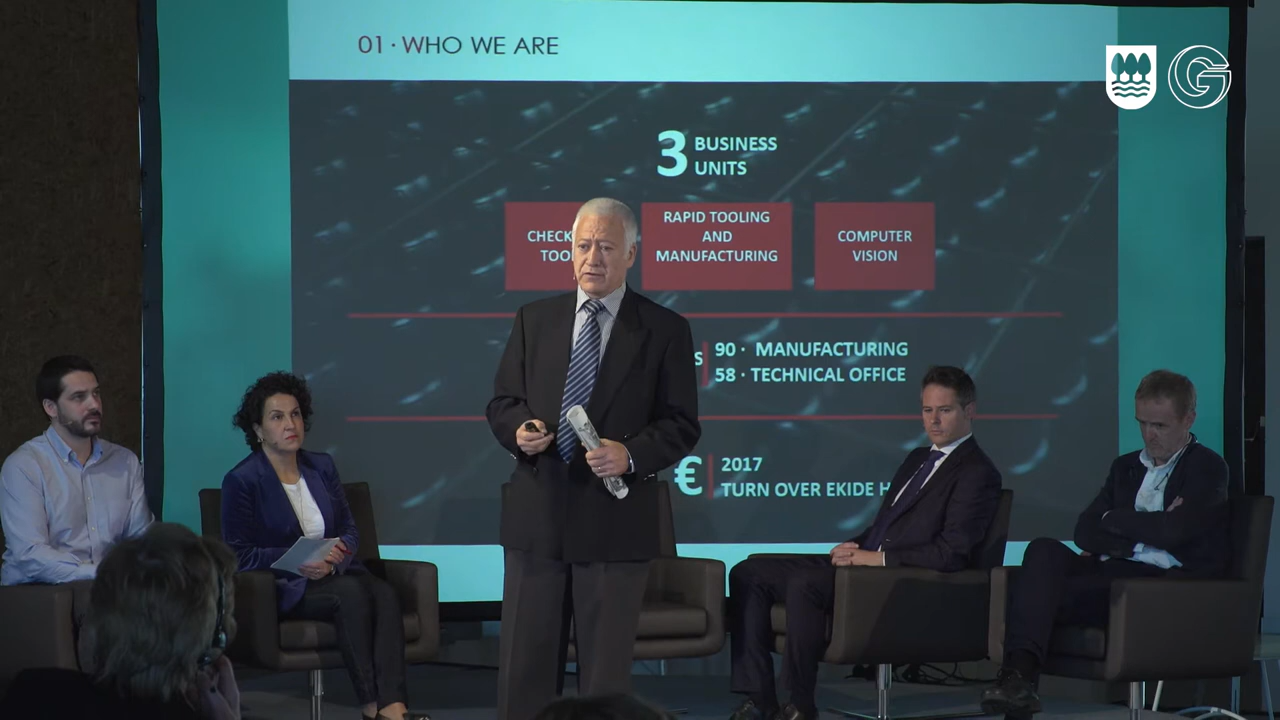 01 · WHO WE ARE
3 BUSINESS
UNITS
RAPID TOOLING
AND
MANUFACTURING
COMPUTER
VISION
90 · MANUFACTURING
58 · TECHNICAL OFFICE
€ 2017
TURN OVER EKIDE
G